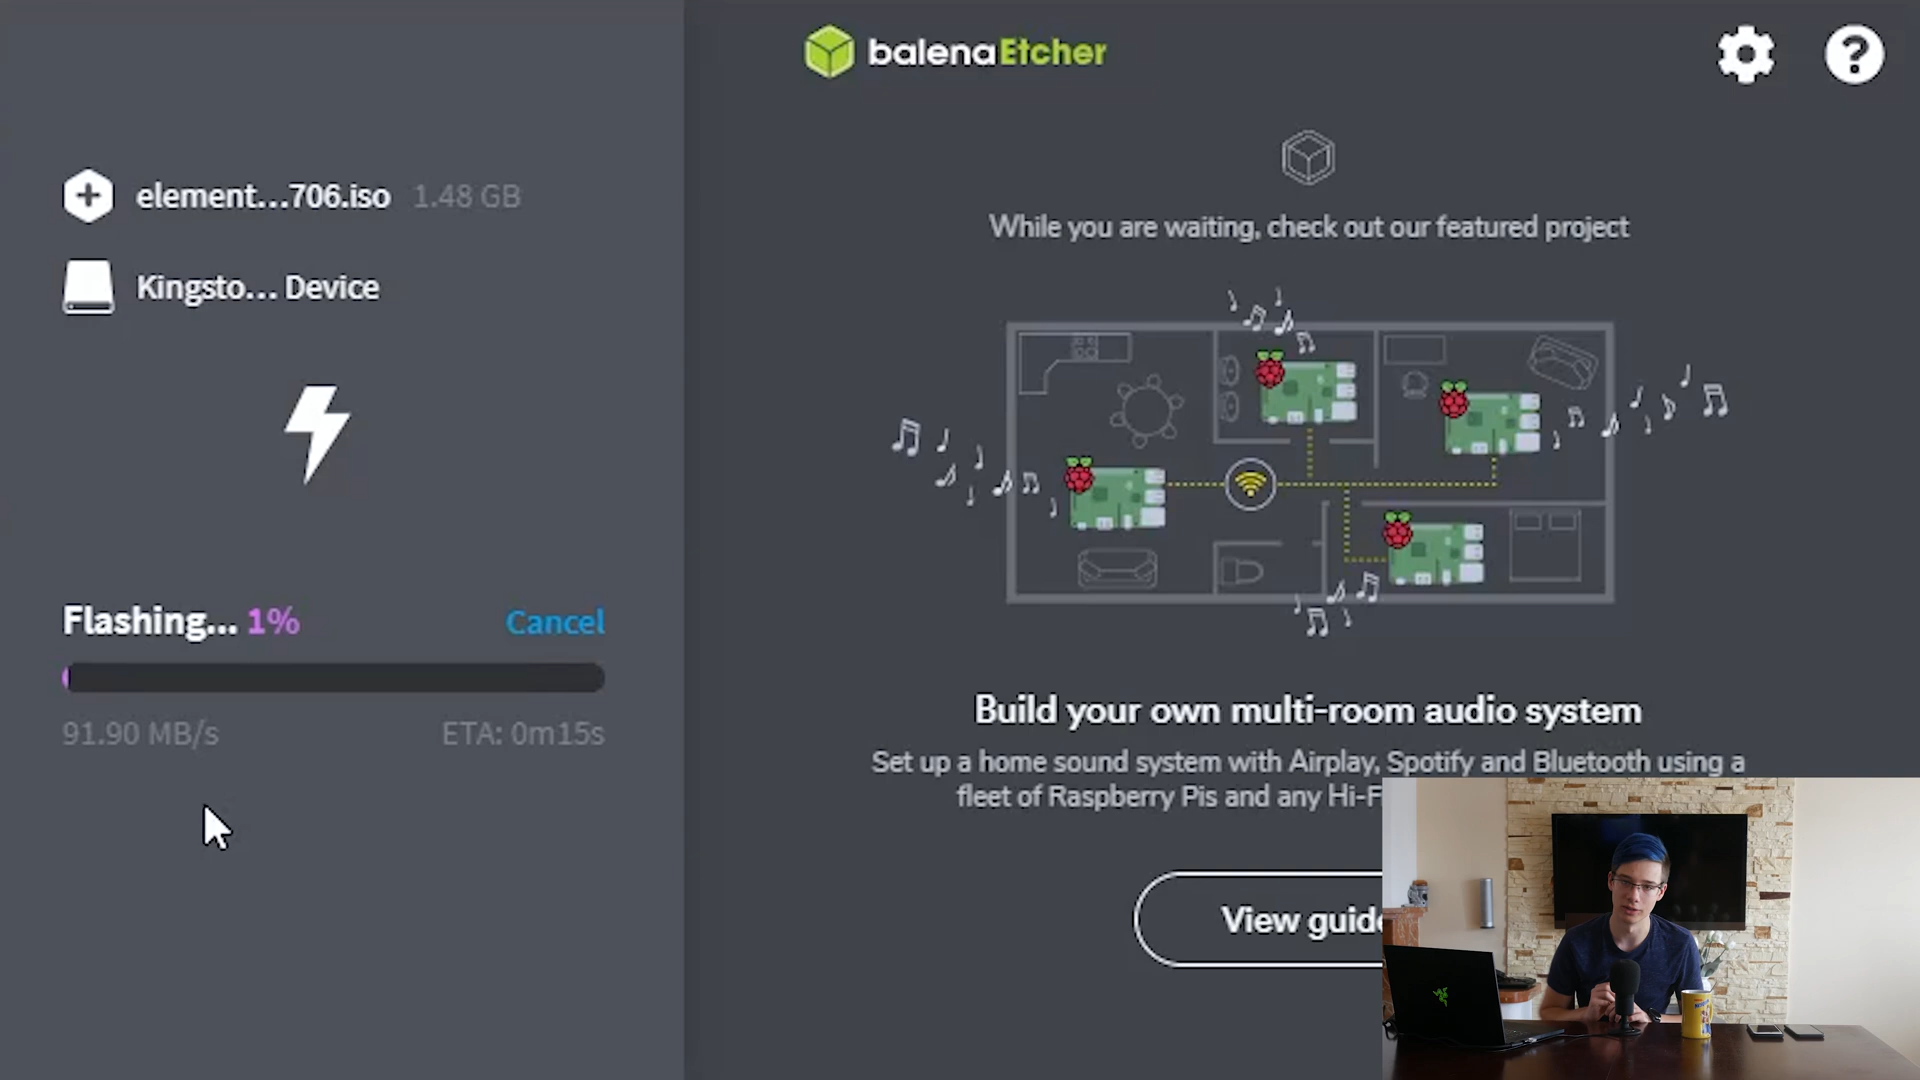 balenaEtcher
element...706.iso 1.48 GB
Kingsto... Device
Flashing... 1% Cancel
91.90 MB/s ETA: 0m15s
While you are waiting, check out our featured project
Build your own multi-room audio system
Set up a home sound system with Airplay, Spotify and Bluetooth using a
fleet of Raspberry Pis and any Hi-F
View guide